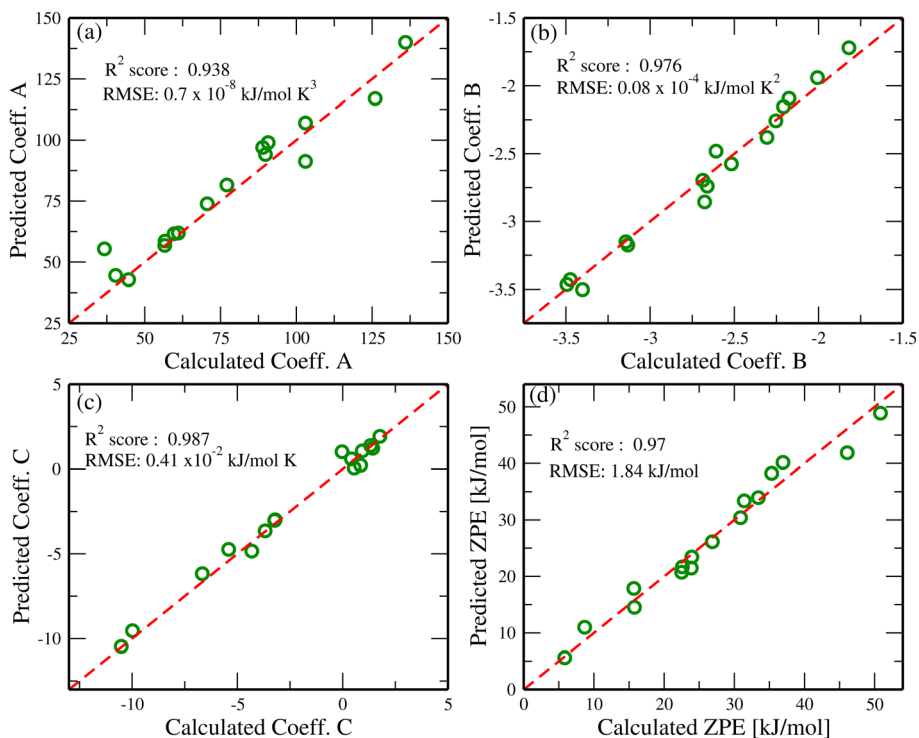 (a)
R² score : 0.938
RMSE: 0.7 x 10⁻⁸ kJ/mol K³
150
125
100
75
50
25
Predicted Coeff. A
25 50 75 100 125 150
Calculated Coeff. A
(b)
R² score : 0.976
RMSE: 0.08 x 10⁻⁴ kJ/mol K²
-1.5
-2
-2.5
-3
-3.5
Predicted Coeff. B
-3.5 -3 -2.5 -2 -1.5
Calculated Coeff. B
(c)
R² score : 0.987
RMSE: 0.41 x10⁻² kJ/mol K
5
0
-5
-10
Predicted Coeff. C
-10 -5 0 5
Calculated Coeff. C
(d)
R² score : 0.97
RMSE: 1.84 kJ/mol
50
40
30
20
10
0
Predicted ZPE [kJ/mol]
0 10 20 30 40 50
Calculated ZPE [kJ/mol]